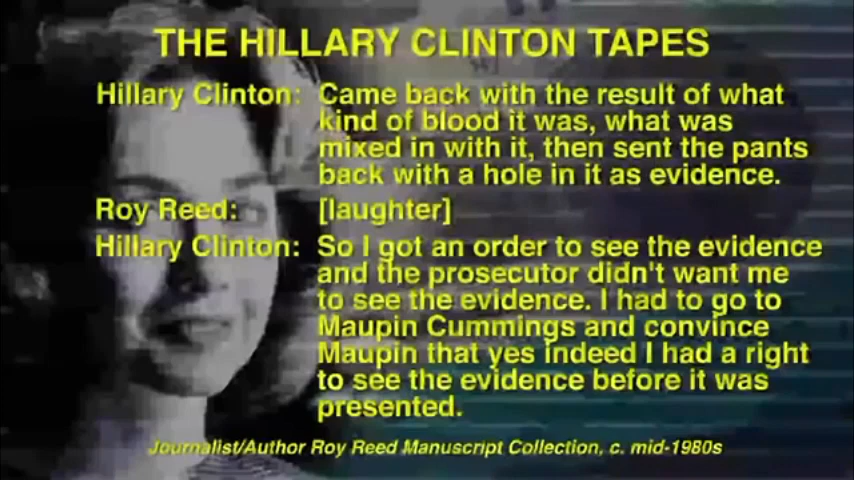 THE HILLARY CLINTON TAPES
Hillary Clinton: Came back with the result of what
kind of blood it was, what was
mixed in with it, then sent the pants
back with a hole in it as evidence.
Roy Reed: [laughter]
Hillary Clinton: So I got an order to see the evidence
and the prosecutor didn't want me
to see the evidence. I had to go to
Maupin Cummings and convince
Maupin that yes indeed I had a right
to see the evidence before it was
presented.
Journalist/Author Roy Reed Manuscript Collection, c. mid-1980s